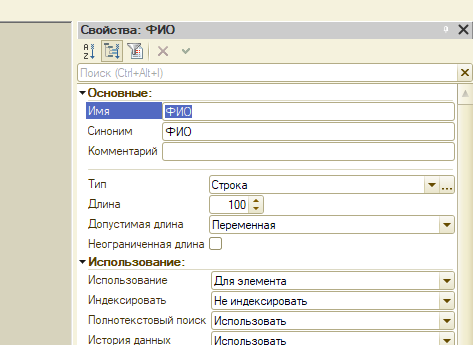 Свойства: ФИО
Поиск (Ctrl+Alt+I)
Основные:
Имя ФИО
Синоним ФИО
Комментарий
Тип Строка ...
Длина 100
Допустимая длина Переменная
Неограниченная длина
Использование:
Использование Для элемента
Индексировать Не индексировать
Полнотекстовый поиск Использовать
История данных Использовать